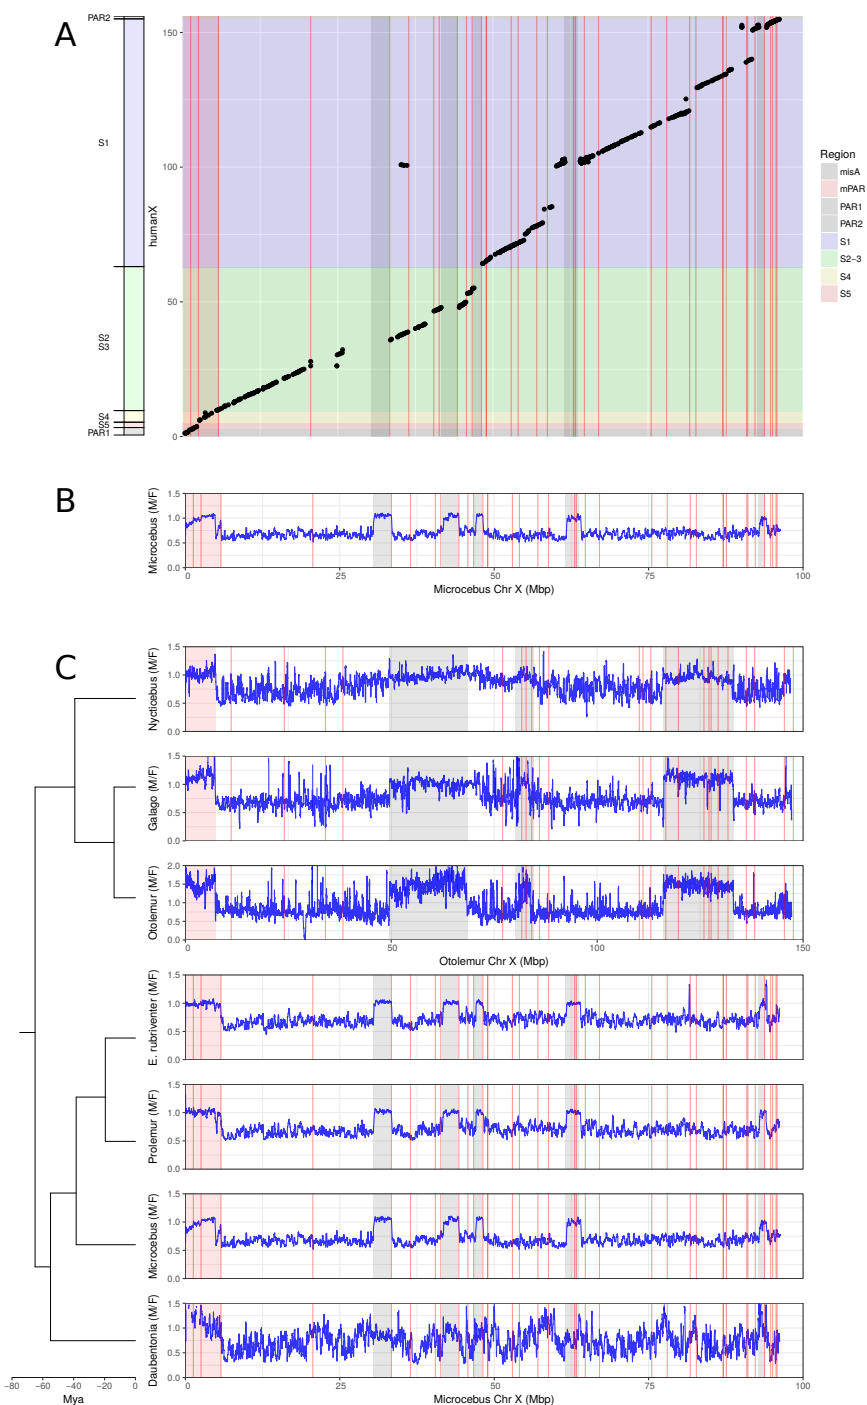 A
PAR2
S1
S2
S3
S4
S5
PAR1
humanX
150
100
50
0
Region
misA
mPAR
PAR1
PAR2
S1
S2-3
S4
S5
B
Microcebus (M/F)
1.5
1.0
0.5
0.0
0
25
50
75
100
Microcebus Chr X (Mbp)
C
Nycticebus (M/F)
1.5
1.0
0.5
0.0
Galago (M/F)
1.5
1.0
0.5
0.0
Otolemur (M/F)
2.0
1.5
1.0
0.5
0.0
0
50
100
150
Otolemur Chr X (Mbp)
E. rubriventer (M/F)
1.5
1.0
0.5
0.0
Prolemur (M/F)
1.5
1.0
0.5
0.0
Microcebus (M/F)
1.5
1.0
0.5
0.0
Daubentonia (M/F)
1.5
1.0
0.5
0.0
0
25
50
75
100
Microcebus Chr X (Mbp)
−80
−60
−40
−20
0
Mya